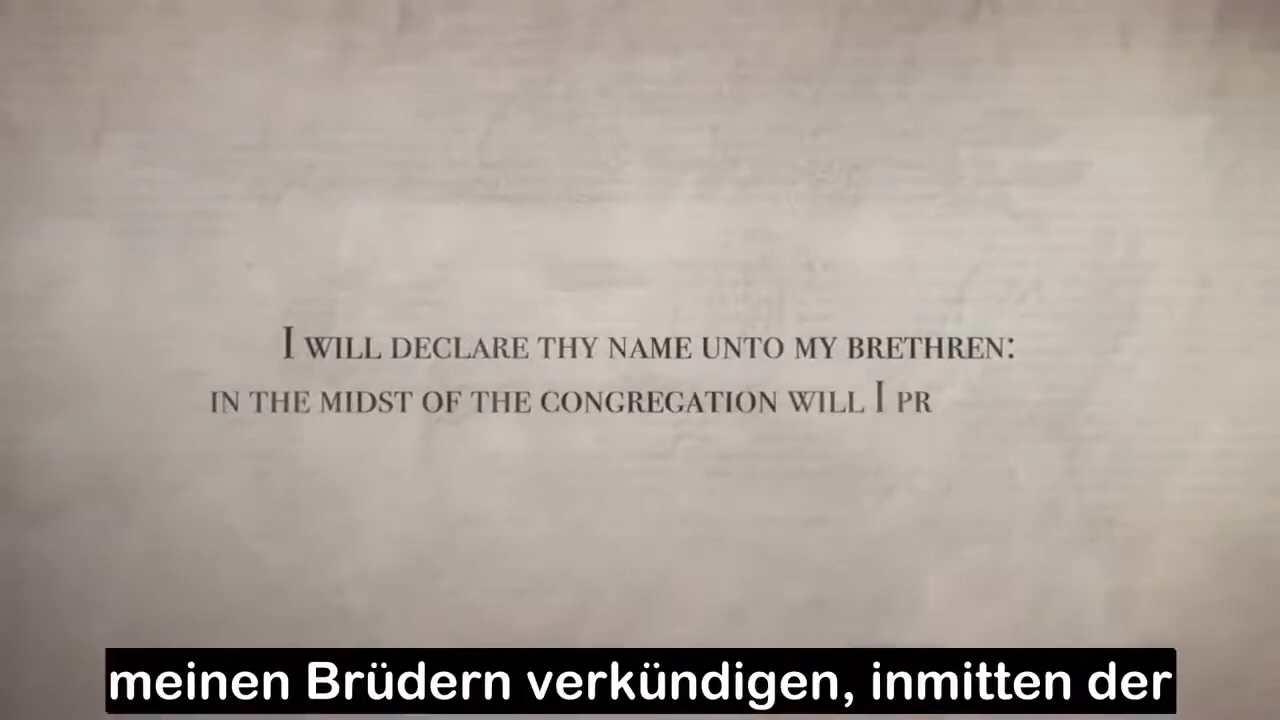 I WILL DECLARE THY NAME UNTO MY BRETHREN:
IN THE MIDST OF THE CONGREGATION WILL I PR
meinen Brüdern verkündigen, inmitten der